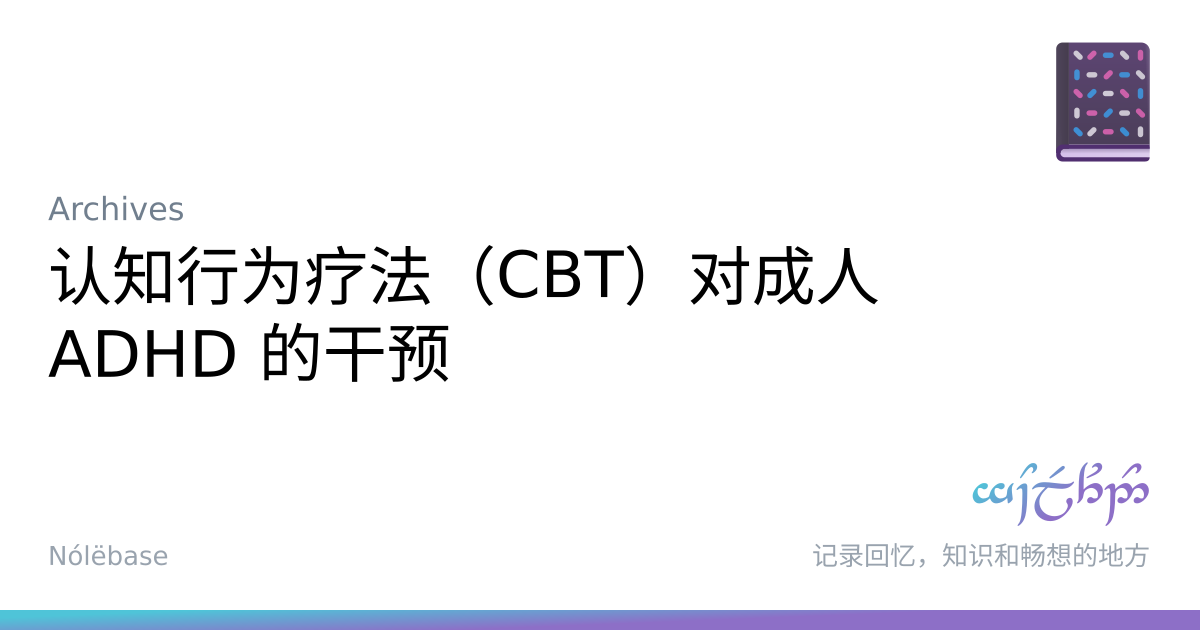 Archives
认知行为疗法（CBT）对成人
ADHD 的干预
Nólëbase
记录回忆，知识和畅想的地方